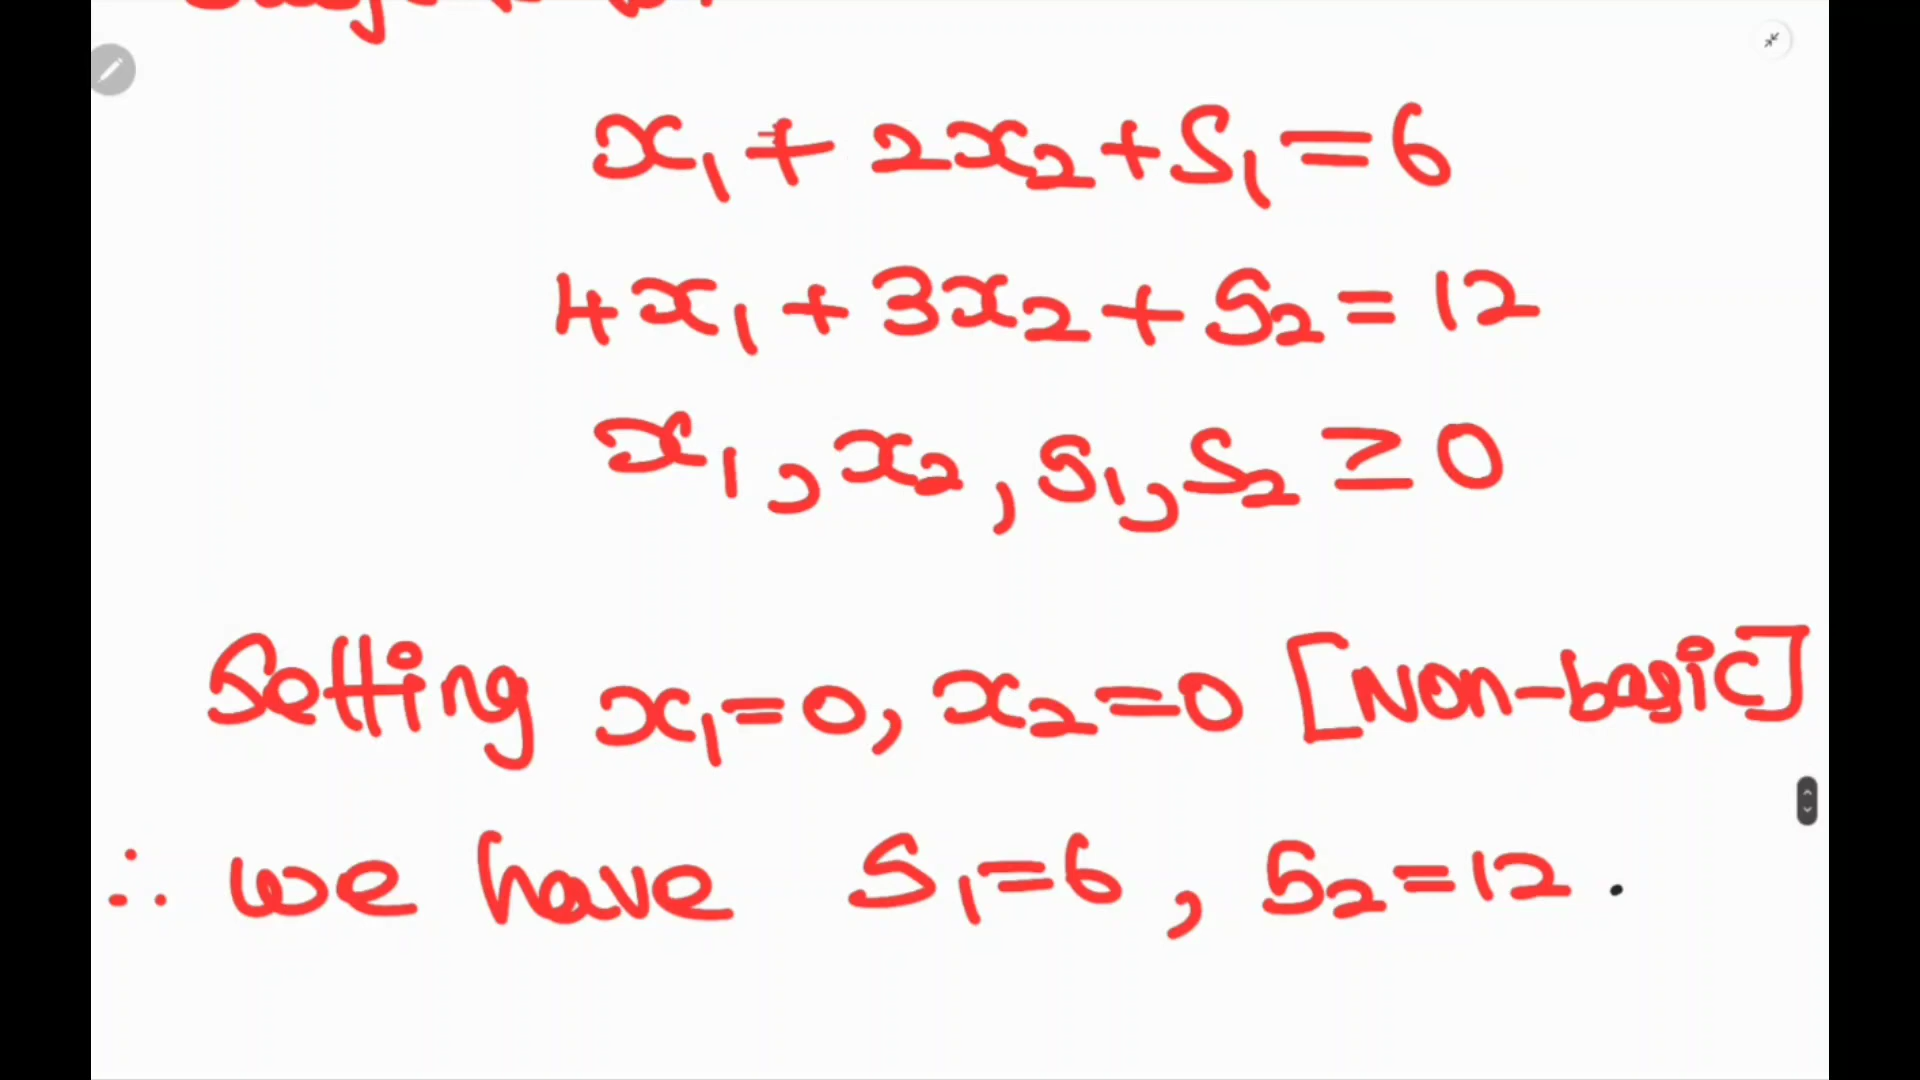 x₁ + 2x₂ + S₁ = 6
4x₁ + 3x₂ + S₂ = 12
x₁, x₂, s₁, s₂ ≥ 0
Setting x₁ = 0, x₂ = 0 [Non-basic]
∴ we have S₁ = 6, S₂ = 12.